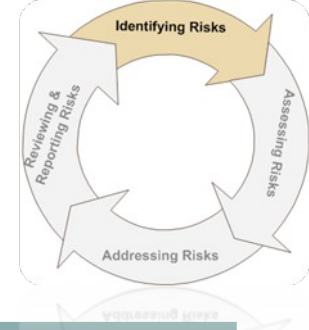 Identifying Risks
Assessing Risks
Addressing Risks
Reviewing &
Reporting Risks